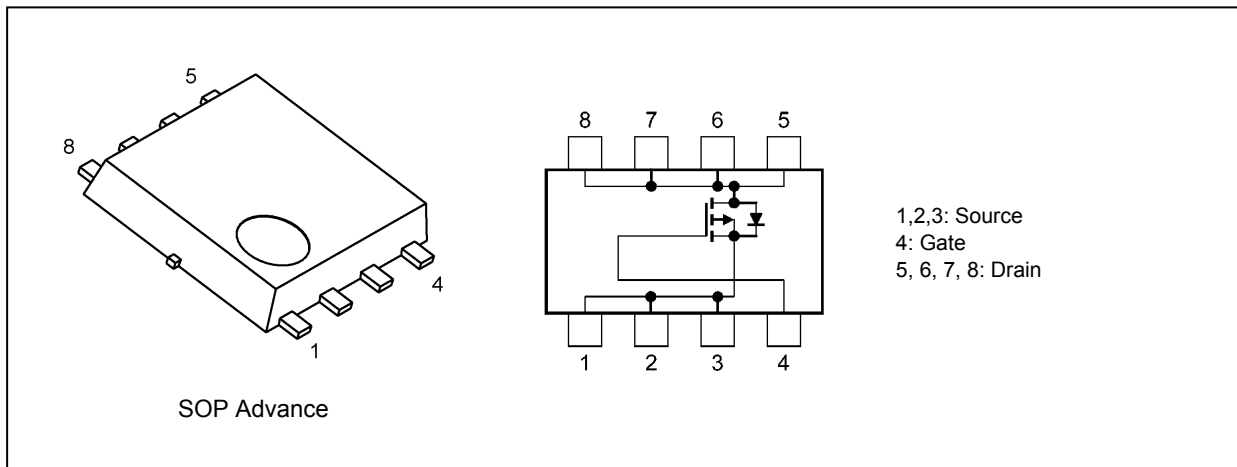 5
8
4
1
SOP Advance
8 7 6 5
1 2 3 4
1,2,3: Source
4: Gate
5, 6, 7, 8: Drain